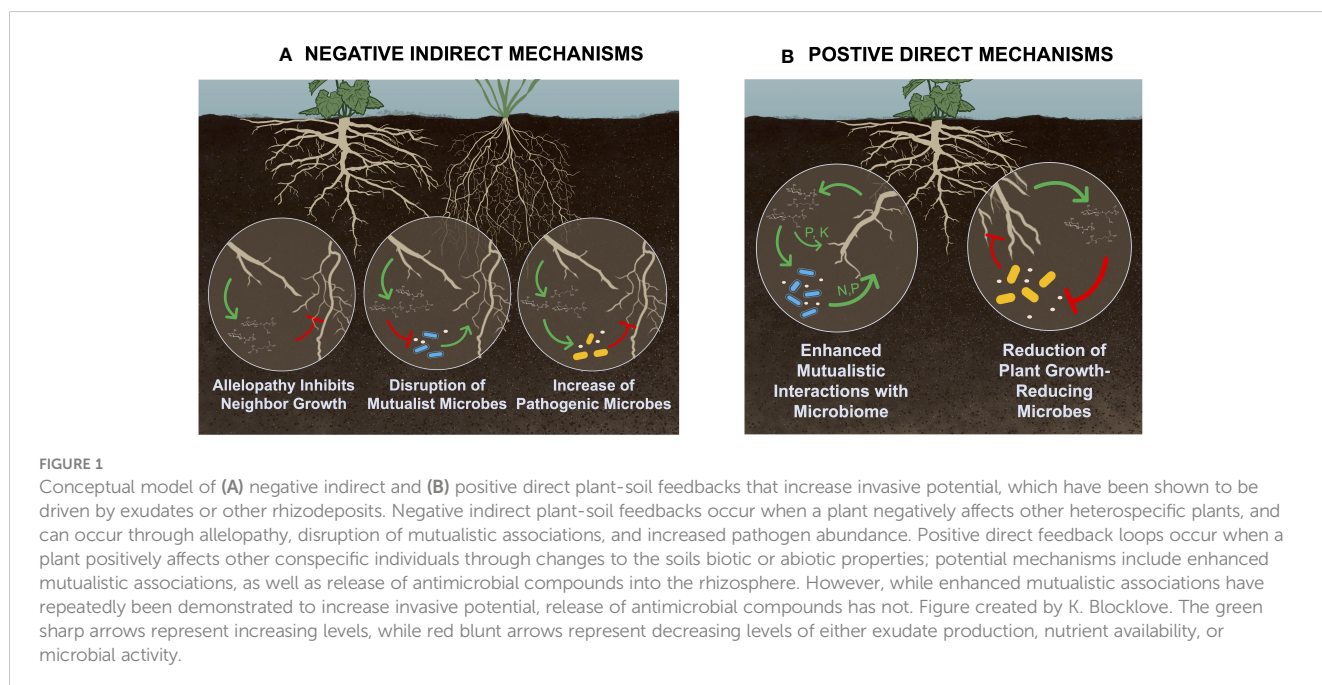 A NEGATIVE INDIRECT MECHANISMS
Allelopathy Inhibits
Neighbor Growth
Disruption of
Mutualist Microbes
Increase of
Pathogenic Microbes
B POSTIVE DIRECT MECHANISMS
P, K
N,P
Enhanced
Mutualistic
Interactions with
Microbiome
Reduction of
Plant Growth-
Reducing
Microbes
FIGURE 1
Conceptual model of (A) negative indirect and (B) positive direct plant-soil feedbacks that increase invasive potential, which have been shown to be
driven by exudates or other rhizodeposits. Negative indirect plant-soil feedbacks occur when a plant negatively affects other heterospecific plants, and
can occur through allelopathy, disruption of mutualistic associations, and increased pathogen abundance. Positive direct feedback loops occur when a
plant positively affects other conspecific individuals through changes to the soils biotic or abiotic properties; potential mechanisms include enhanced
mutualistic associations, as well as release of antimicrobial compounds into the rhizosphere. However, while enhanced mutualistic associations have
repeatedly been demonstrated to increase invasive potential, release of antimicrobial compounds has not. Figure created by K. Blocklove. The green
sharp arrows represent increasing levels, while red blunt arrows represent decreasing levels of either exudate production, nutrient availability, or
microbial activity.